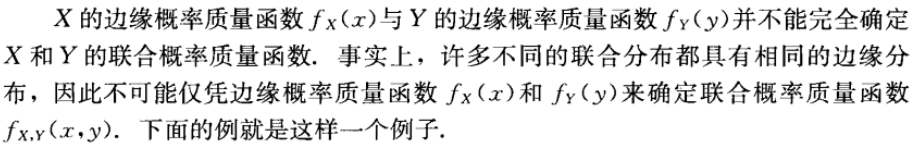 X 的边缘概率质量函数 f_X(x)与 Y 的边缘概率质量函数 f_Y(y)并不能完全确定
X 和 Y 的联合概率质量函数. 事实上，许多不同的联合分布都具有相同的边缘分
布，因此不可能仅凭边缘概率质量函数 f_X(x)和 f_Y(y)来确定联合概率质量函数
f_{X,Y}(x,y). 下面的例就是这样一个例子.